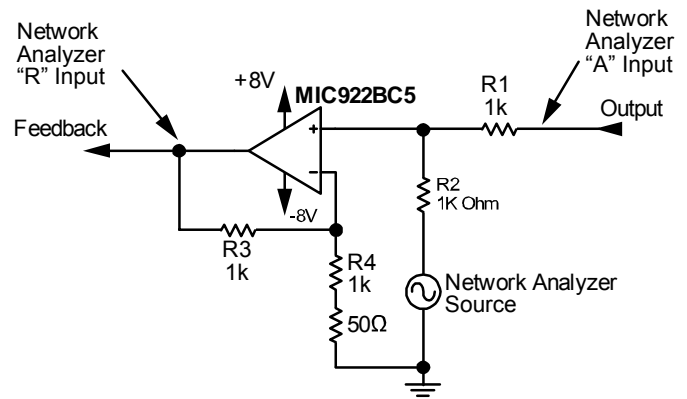 Network
Analyzer
“R” Input
Network
Analyzer
“A” Input
+8V
MIC922BC5
R1
1k
Output
Feedback
+
-
-8V
R2
1K Ohm
R3
1k
R4
1k
50Ω
Network Analyzer
Source